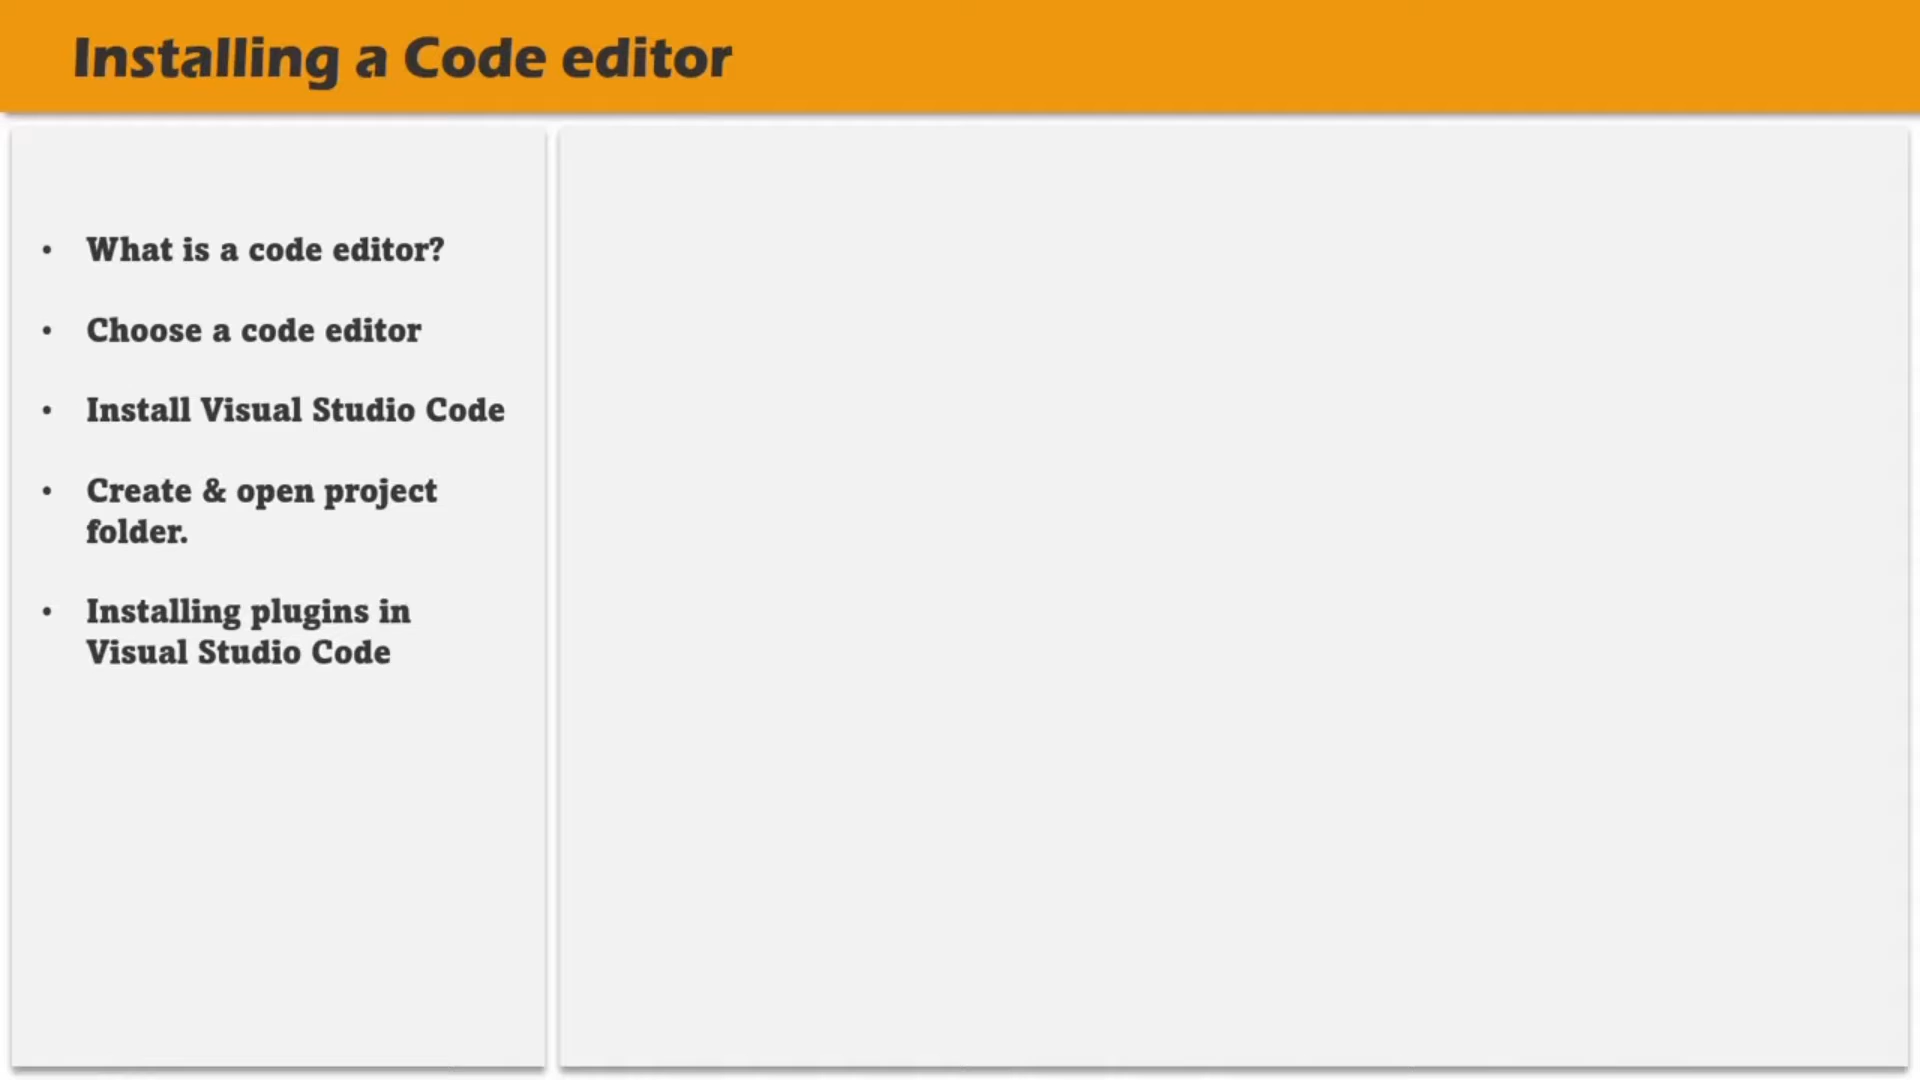 Installing a Code editor
• What is a code editor?
• Choose a code editor
• Install Visual Studio Code
• Create & open project
folder.
• Installing plugins in
Visual Studio Code